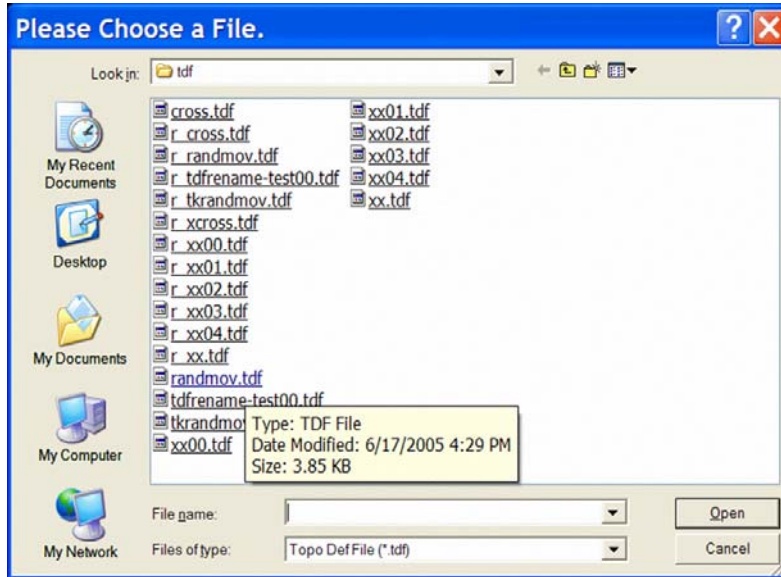 Please Choose a File.
Look in:
tdf
My Recent Documents
Desktop
My Documents
My Computer
My Network
cross.tdf
r_cross.tdf
r_randmov.tdf
r_tdfrename-test00.tdf
r_tkrandmov.tdf
r_xcross.tdf
r_xx00.tdf
r_xx01.tdf
r_xx02.tdf
r_xx03.tdf
r_xx04.tdf
r_xx.tdf
randmov.tdf
tdfrename-test00.tdf
tkrandmo
xx00.tdf
xx01.tdf
xx02.tdf
xx03.tdf
xx04.tdf
xx.tdf
Type: TDF File
Date Modified: 6/17/2005 4:29 PM
Size: 3.85 KB
File name:
Open
Files of type:
Topo Def File (*.tdf)
Cancel